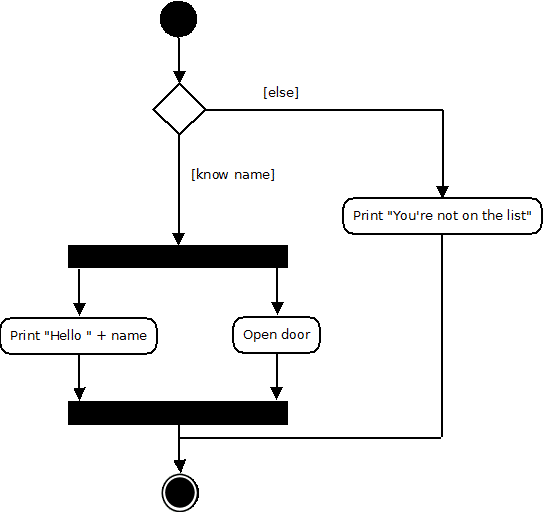 [else]
[know name]
Print "You're not on the list"
Print "Hello " + name
Open door